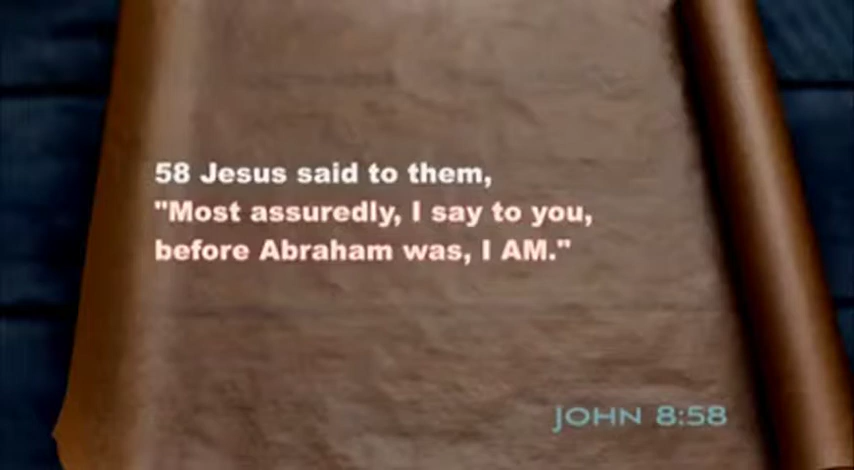 58 Jesus said to them,
"Most assuredly, I say to you,
before Abraham was, I AM."
JOHN 8:58